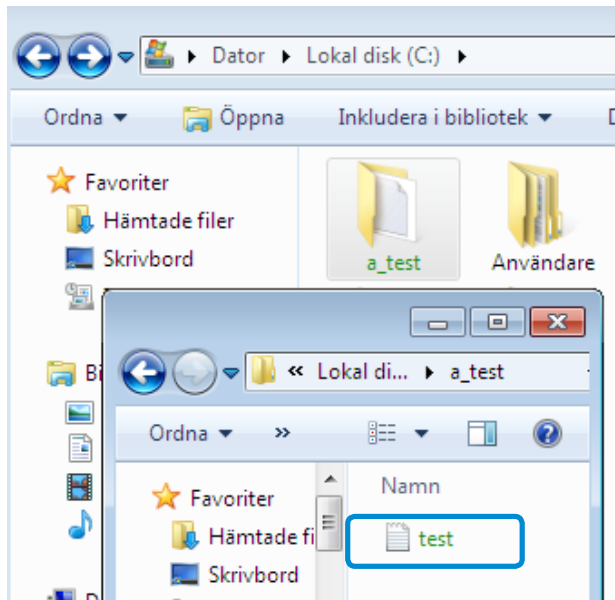 Dator Lokal disk (C:)
Ordna Öppna Inkludera i bibliotek
Favoriter
Hämtade filer
Skrivbord
a_test Användare
Bi
« Lokal di... a_test
Ordna »
Favoriter
Hämtade fi
Skrivbord
Namn
test